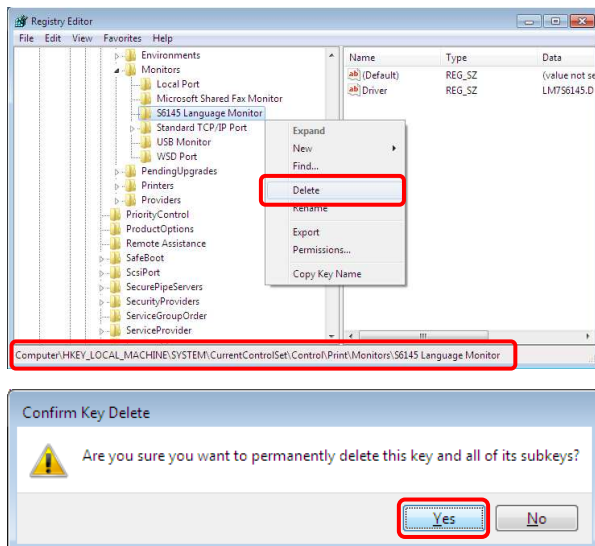 Registry Editor
File Edit View Favorites Help
Environments
Monitors
Local Port
Microsoft Shared Fax Monitor
S6145 Language Monitor
Standard TCP/IP Port
USB Monitor
WSD Port
PendingUpgrades
Printers
Providers
PriorityControl
ProductOptions
Remote Assistance
SafeBoot
ScsiPort
SecurePipeServers
SecurityProviders
ServiceGroupOrder
ServiceProvider
Name Type Data
(Default) REG_SZ (value not se
Driver REG_SZ LM7S6145.D
Expand
New
Find...
Delete
Rename
Export
Permissions...
Copy Key Name
Computer\HKEY_LOCAL_MACHINE\SYSTEM\CurrentControlSet\Control\Print\Monitors\S6145 Language Monitor
Confirm Key Delete
Are you sure you want to permanently delete this key and all of its subkeys?
Yes No